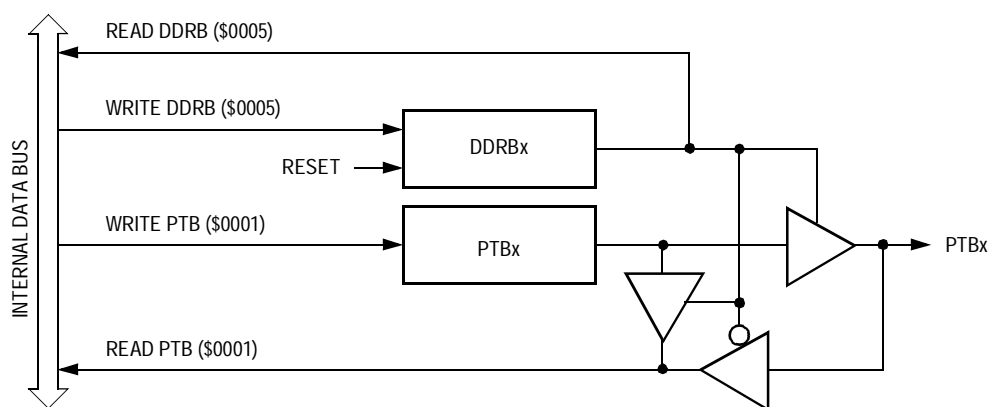 READ DDRB ($0005)
WRITE DDRB ($0005)
DDRBx
RESET
WRITE PTB ($0001)
PTBx
PTBx
READ PTB ($0001)
INTERNAL DATA BUS